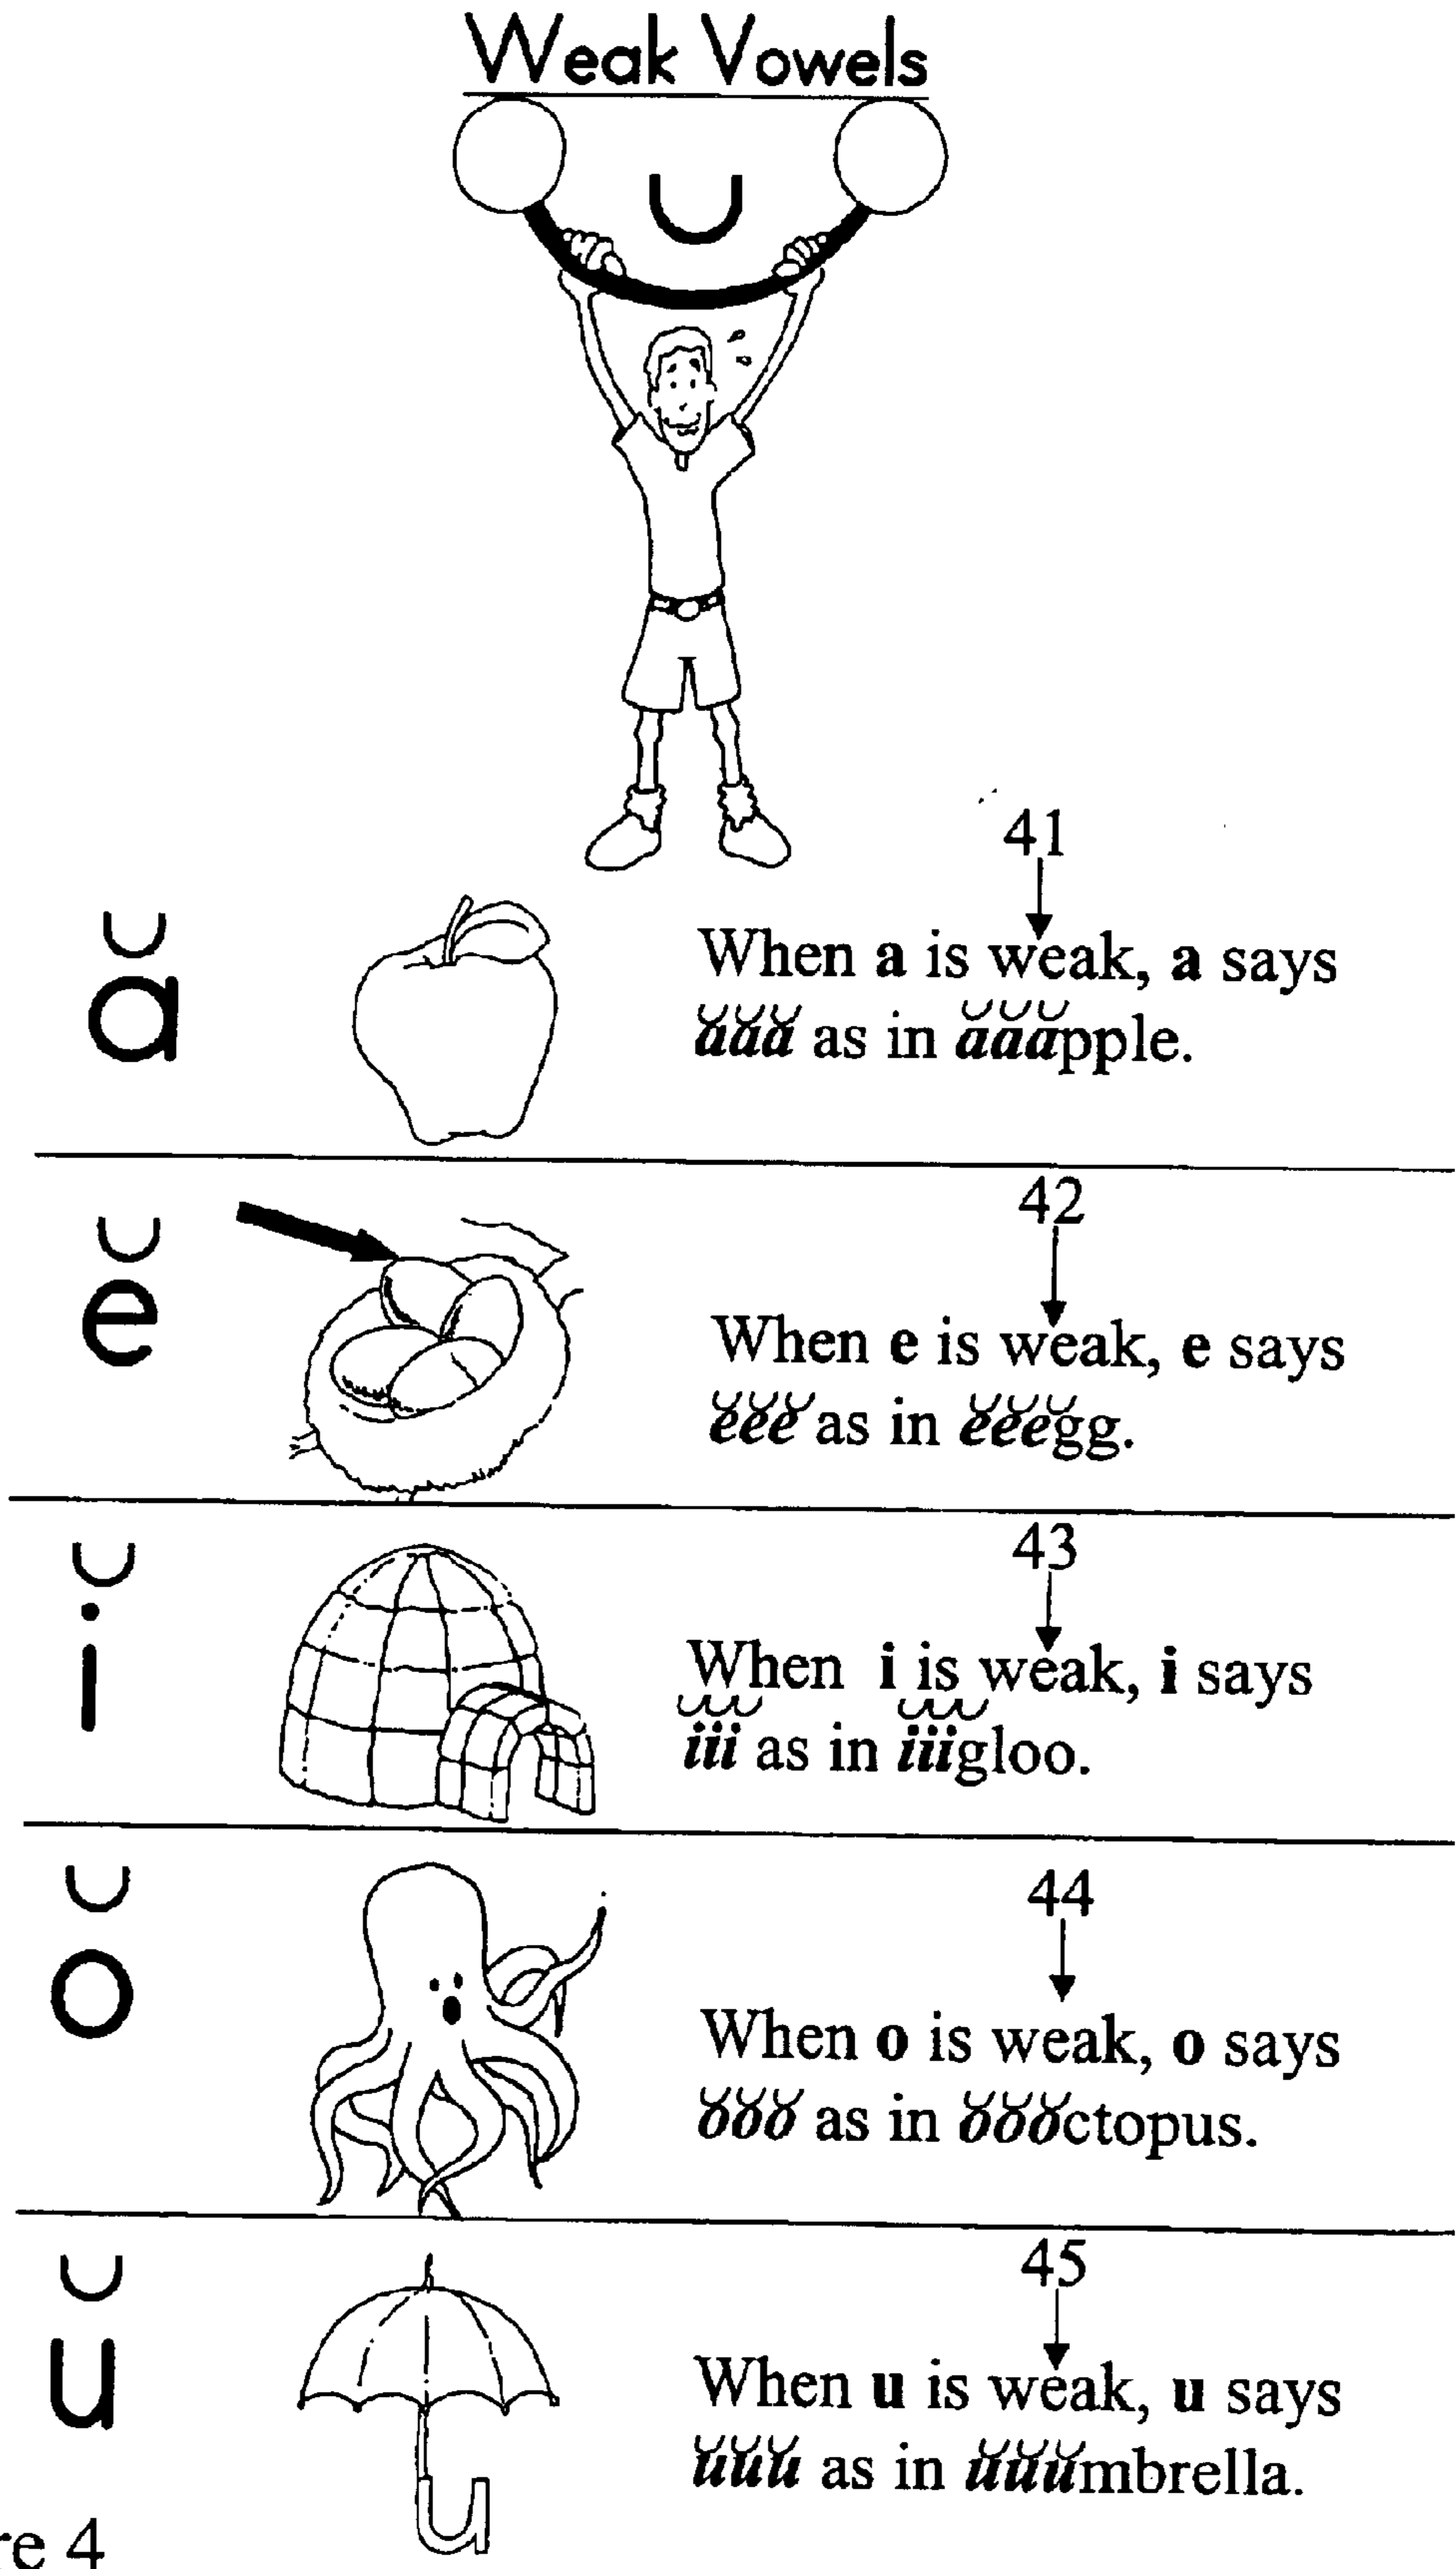 Weak Vowels
41
ă
When a is weak, a says
ăăă as in ăăăpple.
42
ĕ
When e is weak, e says
ĕĕĕ as in ĕĕĕgg.
43
ĭ
When i is weak, i says
ĭĭĭ as in ĭĭĭgloo.
44
ŏ
When o is weak, o says
ŏŏŏ as in ŏŏŏctopus.
45
ŭ
When u is weak, u says
ŭŭŭ as in ŭŭŭmbrella.
re 4